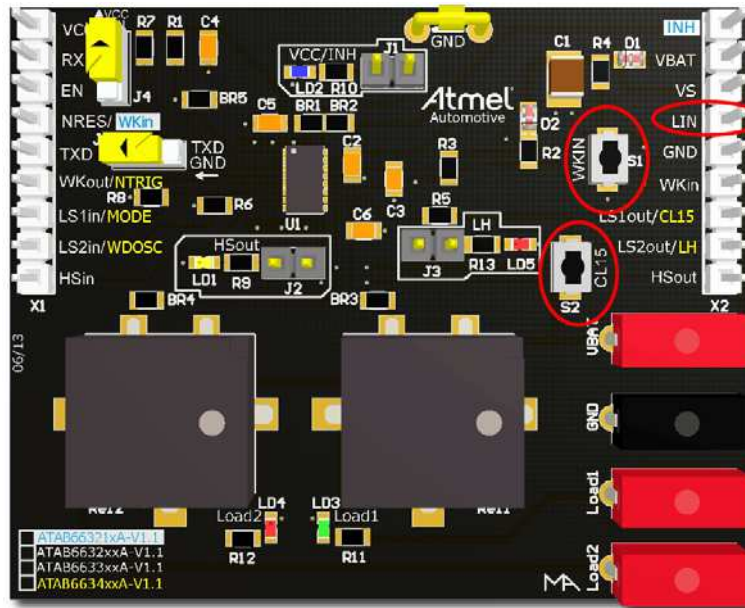 VCC
R7 R1 C4
VCC
RX
EN
J4
NRES/ WKin
TXD
TXD
GND
WKout/NTRIG
R8
LS1in/MODE
R6
LS2in/WDOSC
HSin
X1
BR5
VCC/INH
J1
LD2 R10
GND
C5 BR1 BR2
Atmel
Automotive
C1 R4 D1
D2
R2
WKIN
S1
C2
R3
C3
R5
U1
C6
LH
J3 R13 LD5
HSout
LD1 R9 J2
BR4
BR3
CL15
S2
INH
VBAT
VS
LIN
GND
WKin
LS1out/CL15
LS2out/LH
HSout
X2
06/13
VBAT
GND
Load1
Load2
Rel2
Rel1
Load2 LD4 LD3 Load1
R12 R11
ATAB66321xxA-V1.1
ATAB6632xxA-V1.1
ATAB6633xxA-V1.1
ATAB6634xxA-V1.1
MA